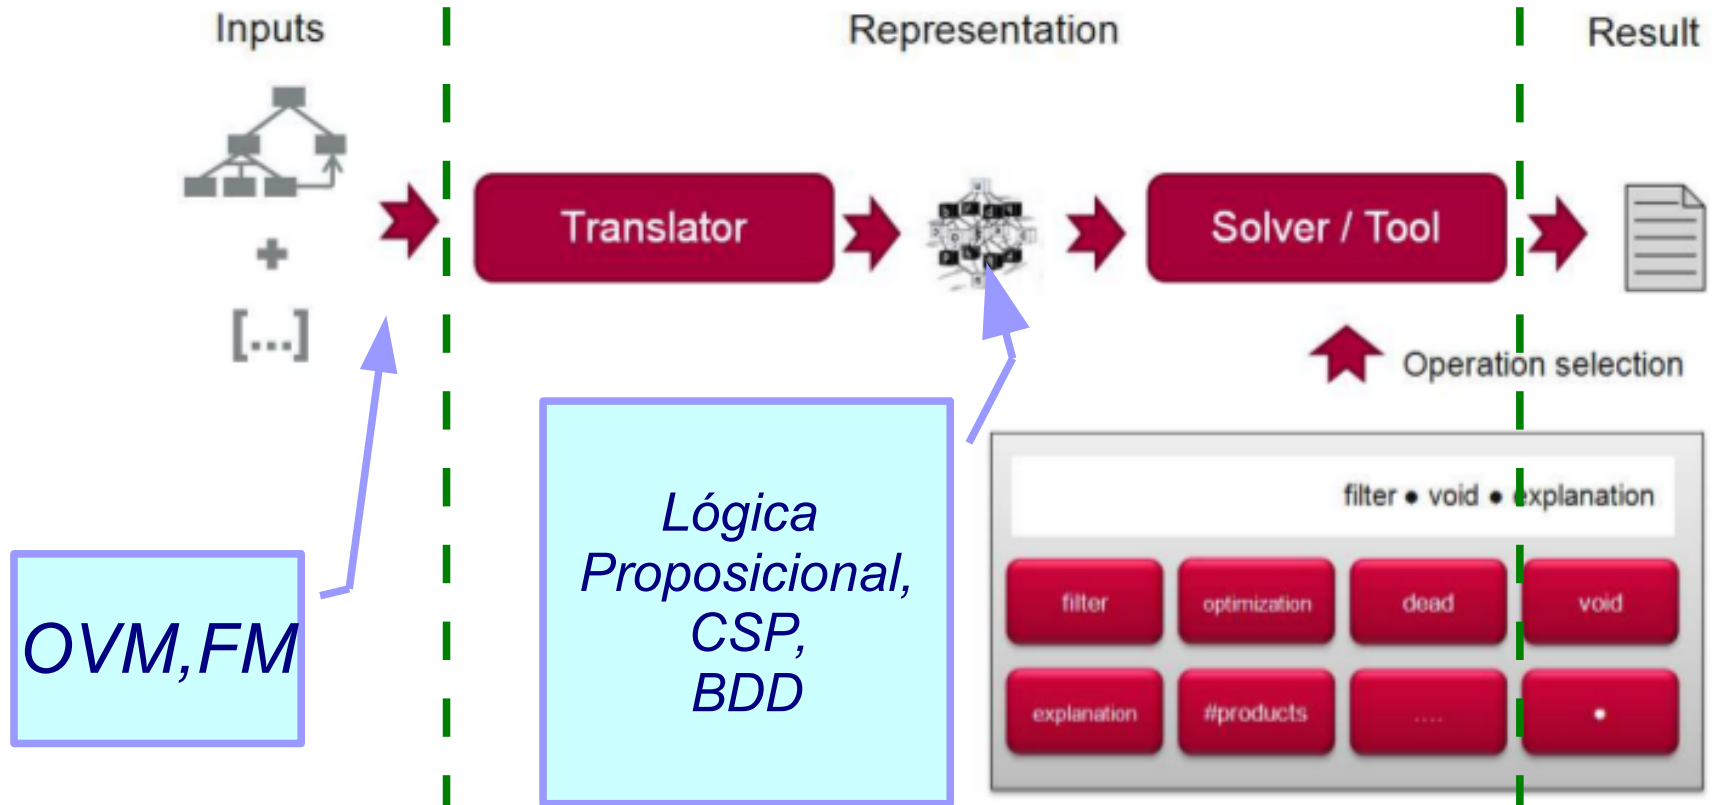 Inputs
Representation
Result
Translator
Solver / Tool
+
[...]
Operation selection
OVM,FM
Lógica
Proposicional,
CSP,
BDD
filter ● void ● explanation
filter
optimization
dead
void
explanation
#products
....
●